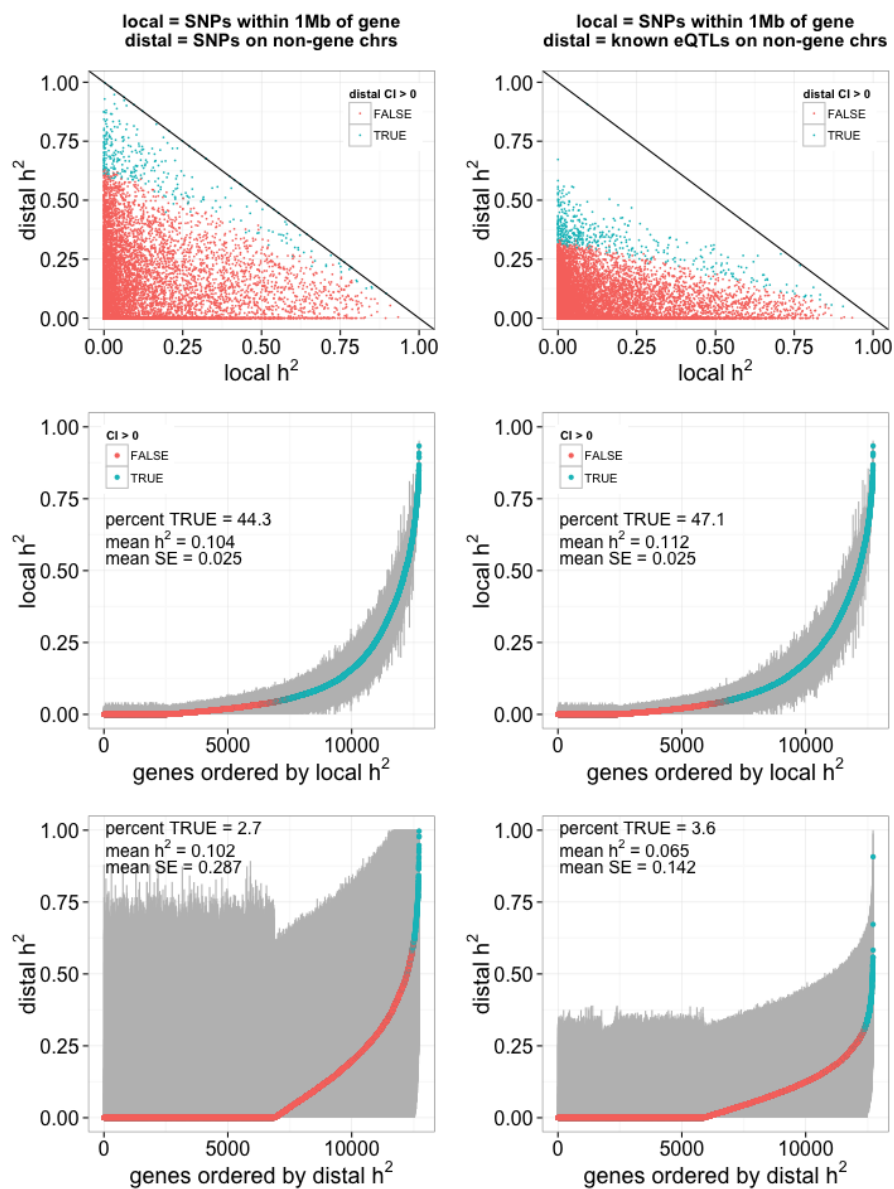 local = SNPs within 1Mb of gene
distal = SNPs on non-gene chrs
local = SNPs within 1Mb of gene
distal = known eQTLs on non-gene chrs
1.00
0.75
0.50
0.25
0.00
distal h²
distal CI > 0
FALSE
TRUE
0.00 0.25 0.50 0.75 1.00
local h²
1.00
0.75
0.50
0.25
0.00
distal h²
distal CI > 0
FALSE
TRUE
0.00 0.25 0.50 0.75 1.00
local h²
1.00
0.75
0.50
0.25
0.00
local h²
CI > 0
FALSE
TRUE
percent TRUE = 44.3
mean h² = 0.104
mean SE = 0.025
0 5000 10000
genes ordered by local h²
1.00
0.75
0.50
0.25
0.00
local h²
CI > 0
FALSE
TRUE
percent TRUE = 47.1
mean h² = 0.112
mean SE = 0.025
0 5000 10000
genes ordered by local h²
1.00
0.75
0.50
0.25
0.00
distal h²
percent TRUE = 2.7
mean h² = 0.102
mean SE = 0.287
0 5000 10000
genes ordered by distal h²
1.00
0.75
0.50
0.25
0.00
distal h²
percent TRUE = 3.6
mean h² = 0.065
mean SE = 0.142
0 5000 10000
genes ordered by distal h²